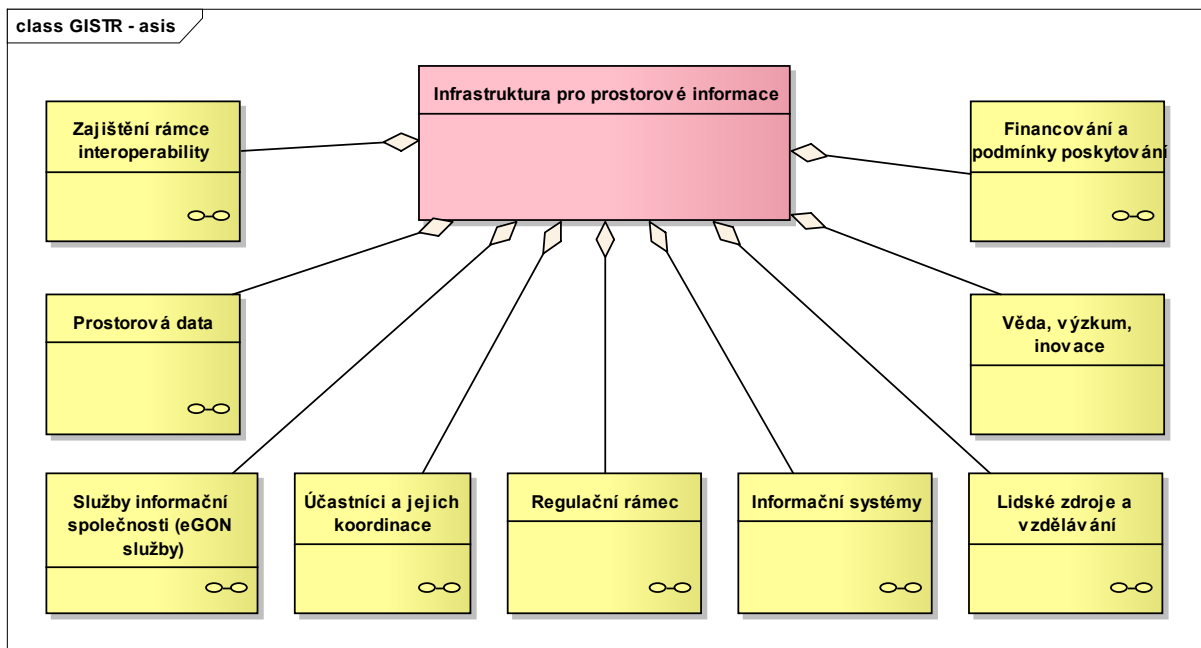 class GISTR - asis
Infrastruktura pro prostorové informace
Zajištění rámce
interoperability
Financování a
podmínky poskytování
Prostorová data
Věda, výzkum,
inovace
Služby informační
společnosti (eGON
služby)
Účastníci a jejich
koordinace
Regulační rámec
Informační systémy
Lidské zdroje a
vzdělávání